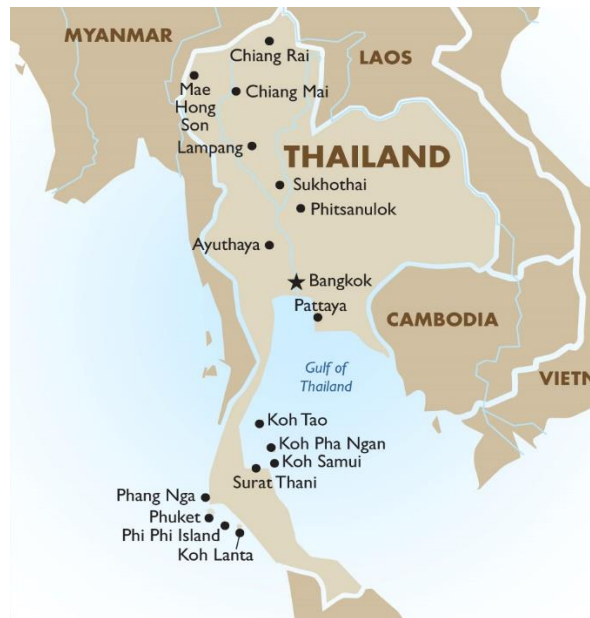 MYANMAR
Chiang Rai
LAOS
Mae
Hong
Son
Chiang Mai
Lampang
THAILAND
Sukhothai
Phitsanulok
Ayuthaya
Bangkok
Pattaya
CAMBODIA
Gulf of
Thailand
VIETN
Koh Tao
Koh Pha Ngan
Koh Samui
Surat Thani
Phang Nga
Phuket
Phi Phi Island
Koh Lanta